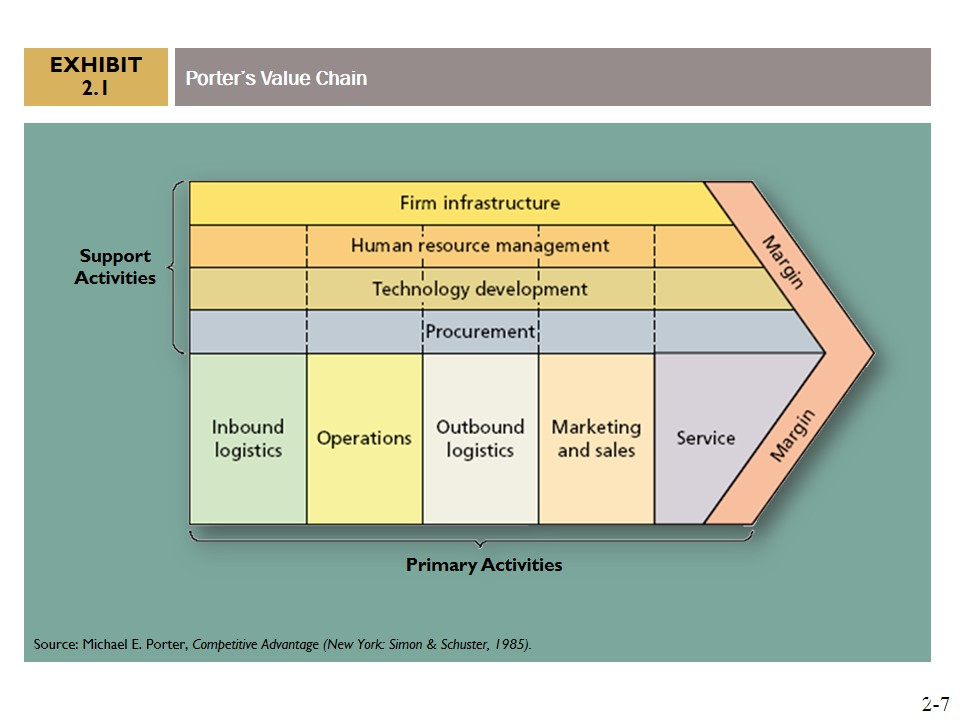 EXHIBIT
2.1
Porter's Value Chain
Support
Activities
Firm infrastructure
Human resource management
Technology development
Procurement
Inbound
logistics
Operations
Outbound
logistics
Marketing
and sales
Service
Margin
Margin
Primary Activities
Source: Michael E. Porter, Competitive Advantage (New York: Simon & Schuster, 1985).
2-7